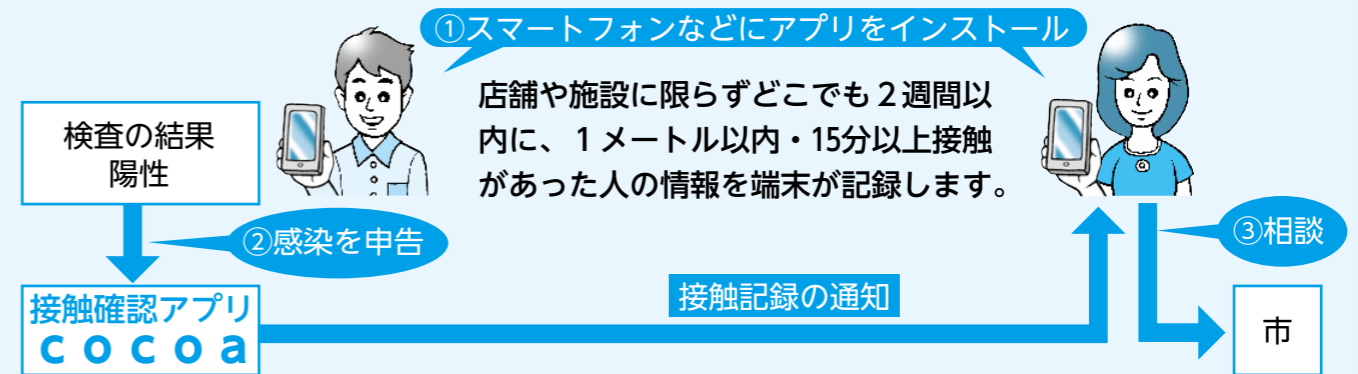 ①スマートフォンなどにアプリをインストール
店舗や施設に限らずどこでも２週間以
内に、１メートル以内・15分以上接触
があった人の情報を端末が記録します。
検査の結果
陽性
②感染を申告
接触確認アプリ
ｃｏｃｏａ
接触記録の通知
③相談
市